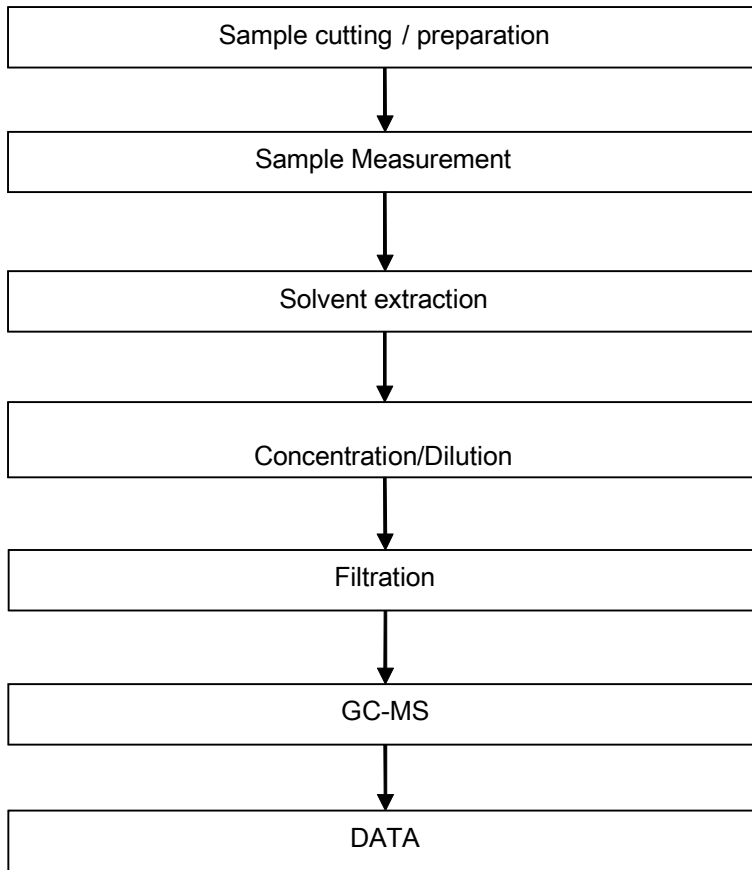 Sample cutting / preparation
Sample Measurement
Solvent extraction
Concentration/Dilution
Filtration
GC-MS
DATA